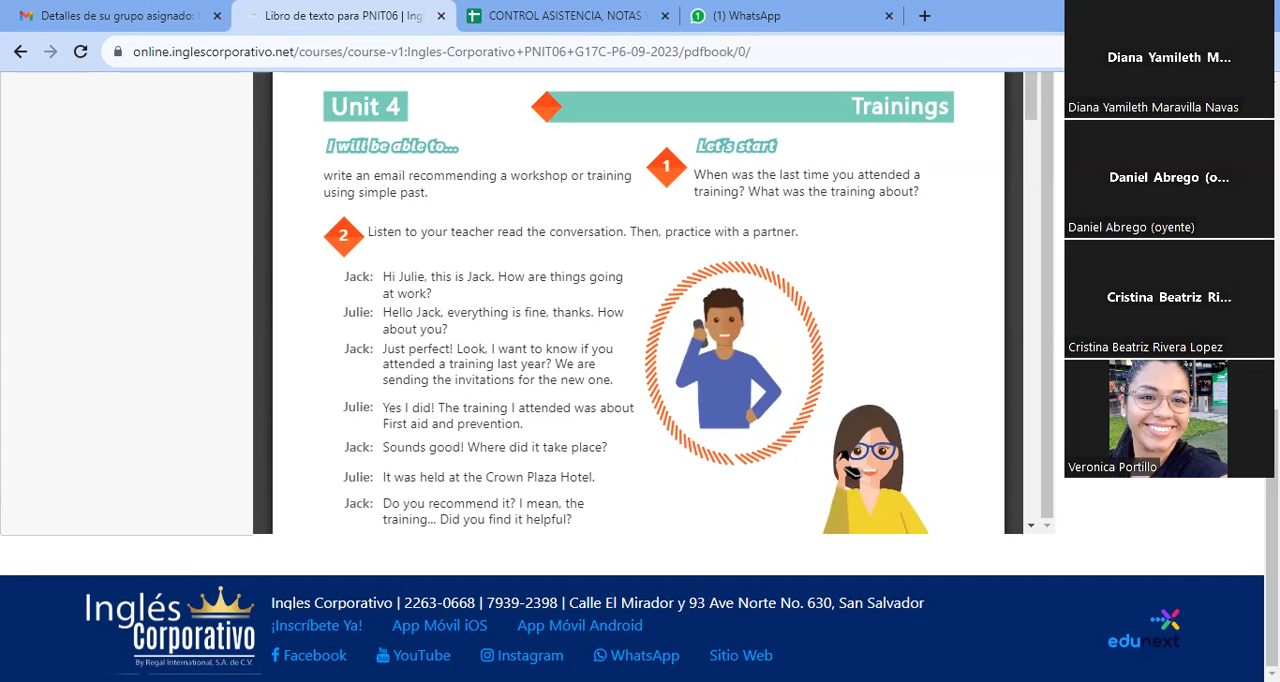 Detalles de su grupo asignado:
Libro de texto para PNIT06 | Ing
CONTROL ASISTENCIA, NOTAS
(1) WhatsApp
online.inglescorporativo.net/courses/course-v1:Ingles-Corporativo+PNIT06+G17C-P6-09-2023/pdfbook/0/
Unit 4
Trainings
I will be able to...
write an email recommending a workshop or training
using simple past.
Let's start
1
When was the last time you attended a
training? What was the training about?
2
Listen to your teacher read the conversation. Then, practice with a partner.
Jack: Hi Julie, this is Jack. How are things going
at work?
Julie: Hello Jack, everything is fine, thanks. How
about you?
Jack: Just perfect! Look, I want to know if you
attended a training last year? We are
sending the invitations for the new one.
Julie: Yes I did! The training I attended was about
First aid and prevention.
Jack: Sounds good! Where did it take place?
Julie: It was held at the Crown Plaza Hotel.
Jack: Do you recommend it? I mean, the
training... Did you find it helpful?
Diana Yamileth M...
Diana Yamileth Maravilla Navas
Daniel Abrego (o...
Daniel Abrego (oyente)
Cristina Beatriz Ri...
Cristina Beatriz Rivera Lopez
Veronica Portillo
Inglés
Corporativo
By Regal International, S.A. de C.V.
Ingles Corporativo | 2263-0668 | 7939-2398 | Calle El Mirador y 93 Ave Norte No. 630, San Salvador
¡Inscríbete Ya! App Móvil iOS App Móvil Android
Facebook YouTube Instagram WhatsApp Sitio Web
edunext